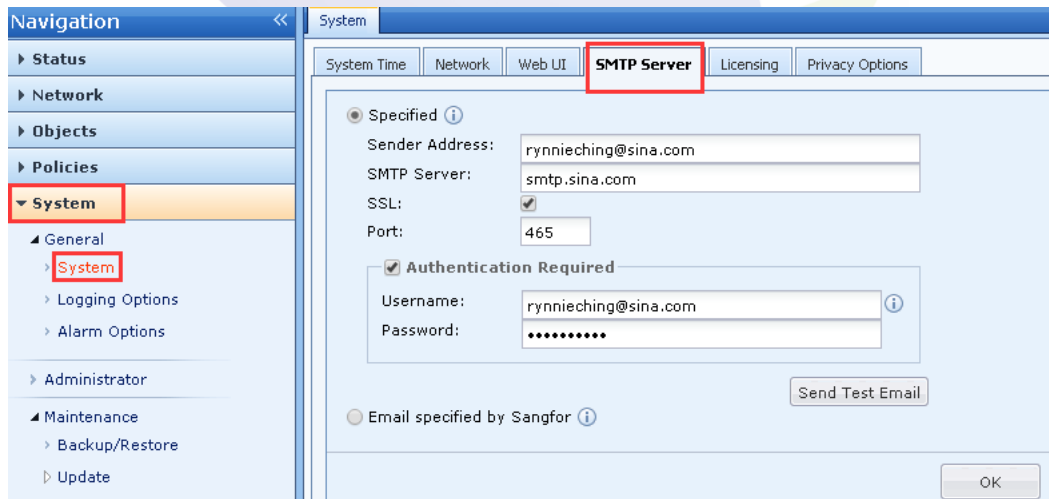 Navigation
Status
Network
Objects
Policies
System
General
System
Logging Options
Alarm Options
Administrator
Maintenance
Backup/Restore
Update
System
System Time Network Web UI SMTP Server Licensing Privacy Options
Specified
Sender Address: rynnieching@sina.com
SMTP Server: smtp.sina.com
SSL:
Port: 465
Authentication Required
Username: rynnieching@sina.com
Password: ••••••••••
Send Test Email
Email specified by Sangfor
OK